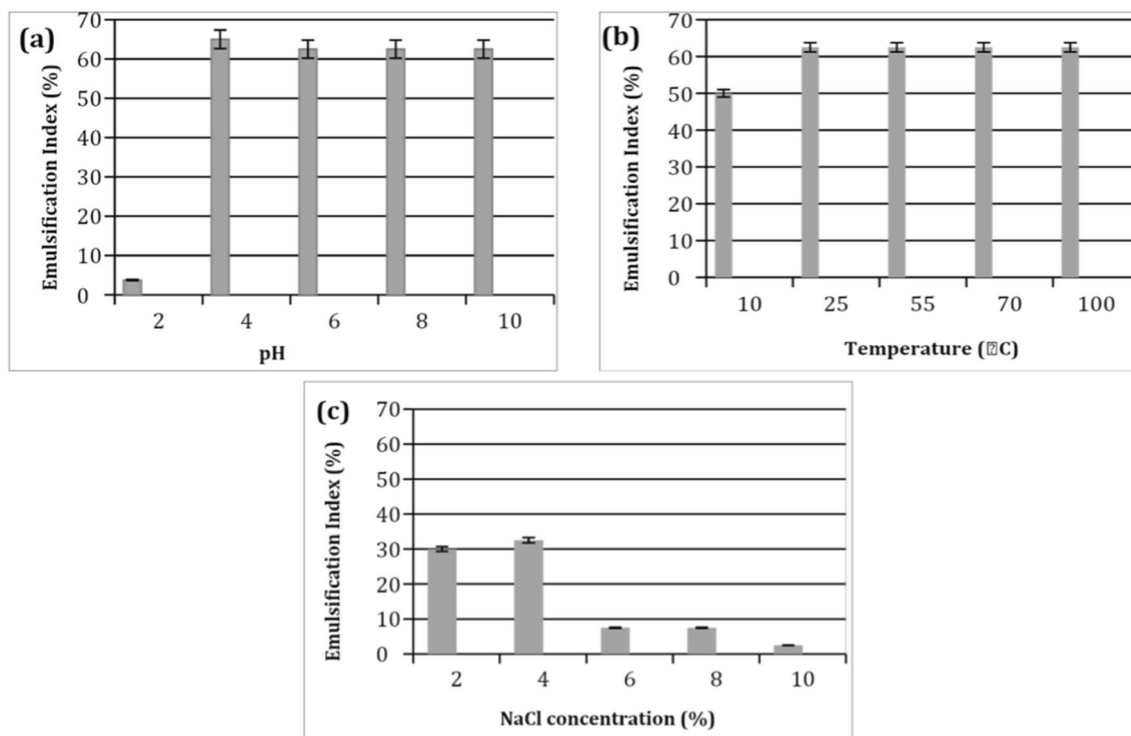 (a)
Emulsification Index (%)
70
60
50
40
30
20
10
0
2 4 6 8 10
pH
(b)
Emulsification Index (%)
70
60
50
40
30
20
10
0
10 25 55 70 100
Temperature (⍰C)
(c)
Emulsification Index (%)
70
60
50
40
30
20
10
0
2 4 6 8 10
NaCl concentration (%)